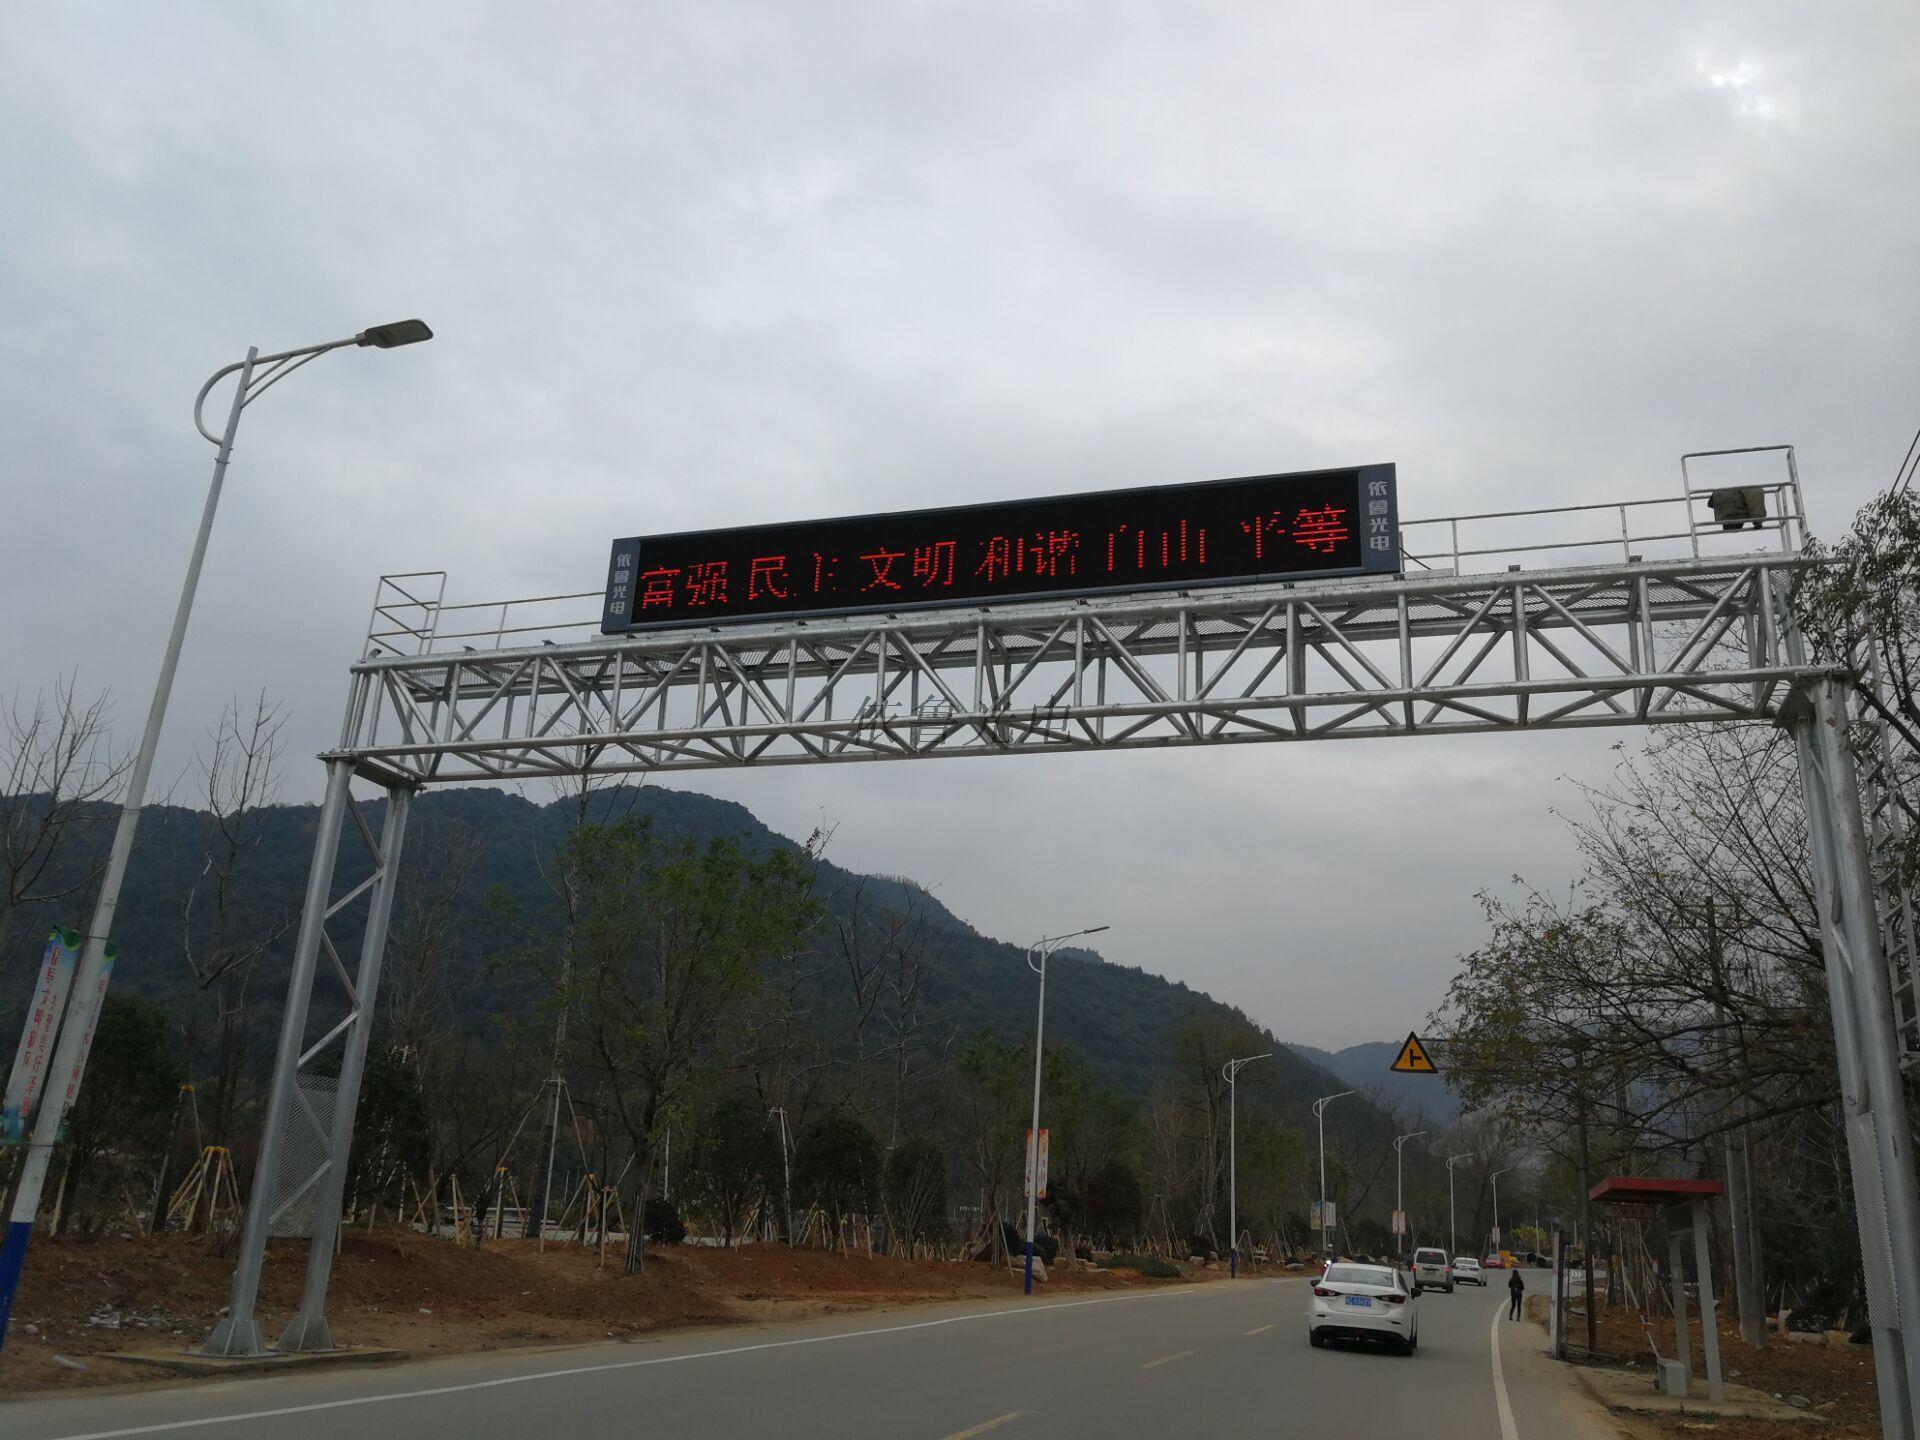 依鲁光电
富强 民主 文明 和谐 自由 平等
依鲁光电
依鲁光电